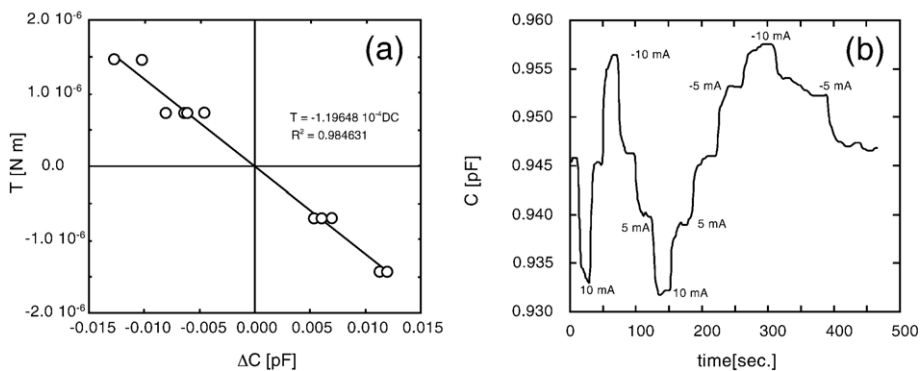 (a)
2.0 10⁻⁶
1.0 10⁻⁶
0.0
-1.0 10⁻⁶
-2.0 10⁻⁶
T [N m]
T = -1.19648 10⁻⁴DC
R² = 0.984631
-0.015 -0.010 -0.005 0.000 0.005 0.010 0.015
ΔC [pF]
(b)
0.960
0.955
0.950
0.945
0.940
0.935
0.930
C [pF]
-10 mA
-10 mA
-5 mA
-5 mA
5 mA
5 mA
10 mA
10 mA
0 100 200 300 400 500
time[sec.]